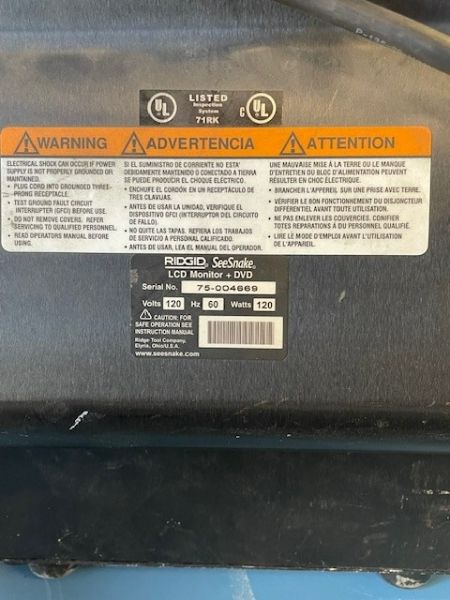 UL LISTED C UL
Inspection
System
71RK
WARNING
ELECTRICAL SHOCK CAN OCCUR IF POWER
SUPPLY IS NOT PROPERLY GROUNDED OR
MAINTAINED.
• PLUG CORD INTO GROUNDED THREE-
PRONG RECEPTACLE.
• TEST GROUND FAULT CIRCUIT
INTERRUPTER (GFCI) BEFORE USE.
• DO NOT REMOVE COVERS. REFER
SERVICING TO QUALIFIED PERSONNEL.
• READ OPERATORS MANUAL BEFORE
USING.
ADVERTENCIA
SI EL SUMINISTRO DE CORRIENTE NO ESTA'
DEBIDAMENTE MANTENIDO O CONECTADO A TIERRA
SE PUEDE PRODUCIR EL CHOQUE ELÉCTRICO.
• ENCHUFE EL CORDÓN EN UN RECEPTACULO DE
TRES CLAVIJAS.
• ANTES DE USAR LA UNIDAD, VERIFIQUE EL
DISPOSITIVO GFCI (INTERRUPTOR DEL CIRCUITO
DE FALLO).
• NO QUITE LAS TAPAS. REFIERA LOS TRABAJOS
DE SERVICIO A PERSONAL CALIFICADO.
• ANTES DE USAR, LEA EL MANUAL DEL OPERADOR.
ATTENTION
UNE MAUVAISE MISE À LA TERRE OU LE MANQUE
D'ENTRETIEN DU BLOC D'ALIMENTATION PEUVENT
RESULTER EN CHOC ÉLECTRIQUE.
• BRANCHER L'APPEREIL SUR UNE PRISE AVEC TERRE.
• VÉRIFIER LE BON FONCTIONNEMENT DU DISJONCTEUR
DIFFERENTIEL AVANT TOUTE UTILISATION.
• NE PAS ENLEVER LES COUVERCIES. CONIFIER
TOTES REPARATIONS À DU PERSONNEL QUALIFIÉ.
• LIRE LE MODE D'EMPLOI AVANT L'UTILISATION
DE L'APPAREIL.
RIDGID SeeSnake®
LCD Monitor + DVD
Serial No. 75-004669
Volts 120 Hz 60 Watts 120
CAUTION: FOR
SAFE OPERATION SEE
INSTRUCTION MANUAL
Ridge Tool Company,
Elyria, Ohio/U.S.A.
www.seesnake.com